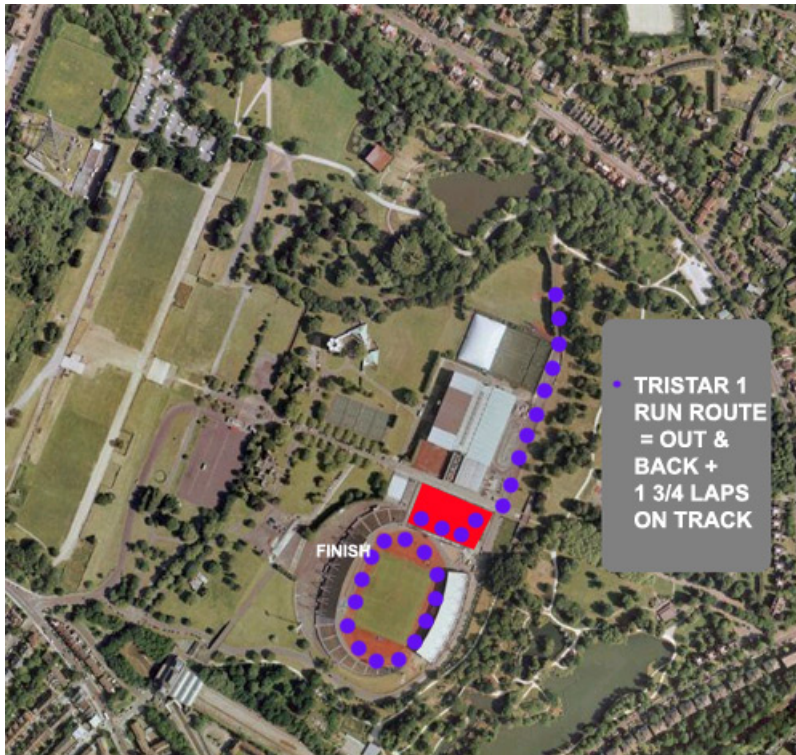 TRISTAR 1
RUN ROUTE
= OUT &
BACK +
1 3/4 LAPS
ON TRACK
FINISH